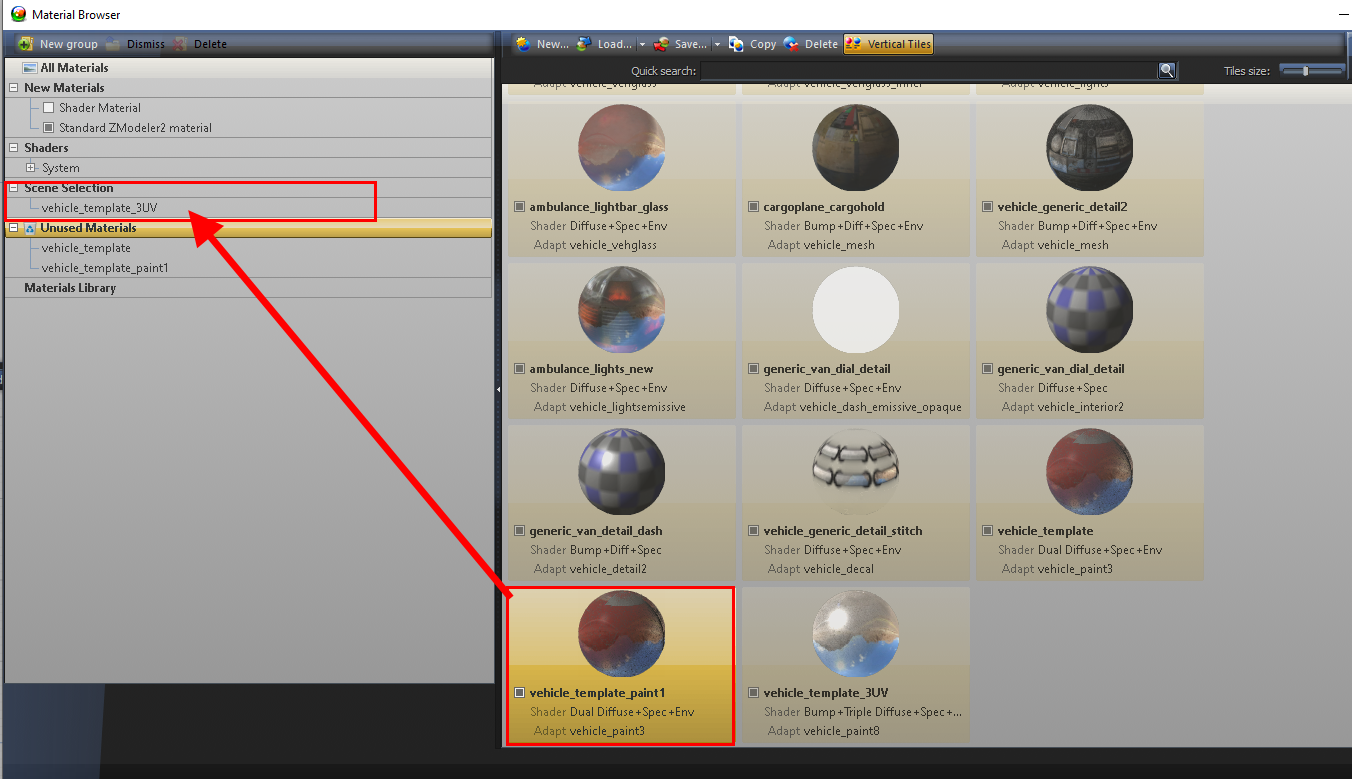 Material Browser
New group Dismiss Delete
New... Load... Save... Copy Delete Vertical Tiles
Quick search: Tiles size:
All Materials
New Materials
Shader Material
Standard ZModeler2 material
Shaders
System
Scene Selection
vehicle_template_3UV
Unused Materials
vehicle_template
vehicle_template_paint1
Materials Library
Adapt vehicle_vehglass
Adapt vehicle_vehglass_inner
Adapt vehicle_lights
ambulance_lightbar_glass
Shader Diffuse+Spec+Env
Adapt vehicle_vehglass
cargoplane_cargohold
Shader Bump+Diff+Spec+Env
Adapt vehicle_mesh
vehicle_generic_detail2
Shader Bump+Diff+Spec+Env
Adapt vehicle_mesh
ambulance_lights_new
Shader Diffuse+Spec+Env
Adapt vehicle_lightsemissive
generic_van_dial_detail
Shader Diffuse+Spec+Env
Adapt vehicle_dash_emissive_opaque
generic_van_dial_detail
Shader Diffuse+Spec
Adapt vehicle_interior2
generic_van_detail_dash
Shader Bump+Diff+Spec
Adapt vehicle_detail2
vehicle_generic_detail_stitch
Shader Diffuse+Spec+Env
Adapt vehicle_decal
vehicle_template
Shader Dual Diffuse+Spec+Env
Adapt vehicle_paint3
vehicle_template_paint1
Shader Dual Diffuse+Spec+Env
Adapt vehicle_paint3
vehicle_template_3UV
Shader Bump+Triple Diffuse+Spec+...
Adapt vehicle_paint8